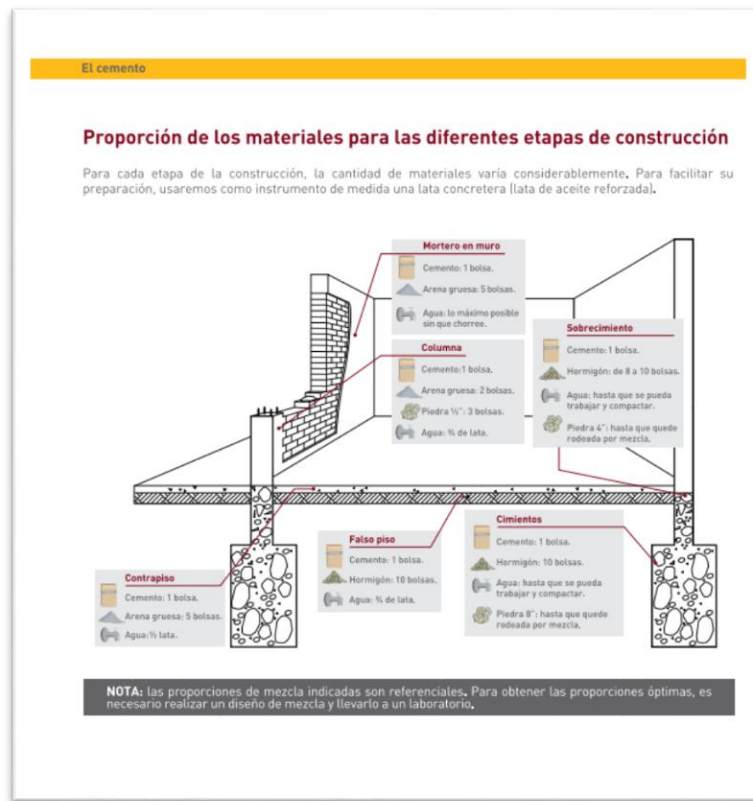 El cemento
Proporción de los materiales para las diferentes etapas de construcción
Para cada etapa de la construcción, la cantidad de materiales varía considerablemente. Para facilitar su
preparación, usaremos como instrumento de medida una lata concretera (lata de aceite reforzada).
Mortero en muro
Cemento: 1 bolsa.
Arena gruesa: 5 bolsas.
Agua: lo máximo posible
sin que chorree.
Columna
Cemento:1 bolsa.
Arena gruesa: 2 bolsas.
Piedra ½": 3 bolsas.
Agua: ¾ de lata.
Sobrecimiento
Cemento: 1 bolsa.
Hormigón: de 8 a 10 bolsas.
Agua: hasta que se pueda
trabajar y compactar.
Piedra 4": hasta que quede
rodeada por mezcla.
Contrapiso
Cemento: 1 bolsa.
Arena gruesa: 5 bolsas.
Agua:½ lata.
Falso piso
Cemento: 1 bolsa.
Hormigón: 10 bolsas.
Agua: ¾ de lata.
Cimientos
Cemento: 1 bolsa.
Hormigón: 10 bolsas.
Agua: hasta que se pueda
trabajar y compactar.
Piedra 8": hasta que quede
rodeada por mezcla.
NOTA: las proporciones de mezcla indicadas son referenciales. Para obtener las proporciones óptimas, es
necesario realizar un diseño de mezcla y llevarlo a un laboratorio.